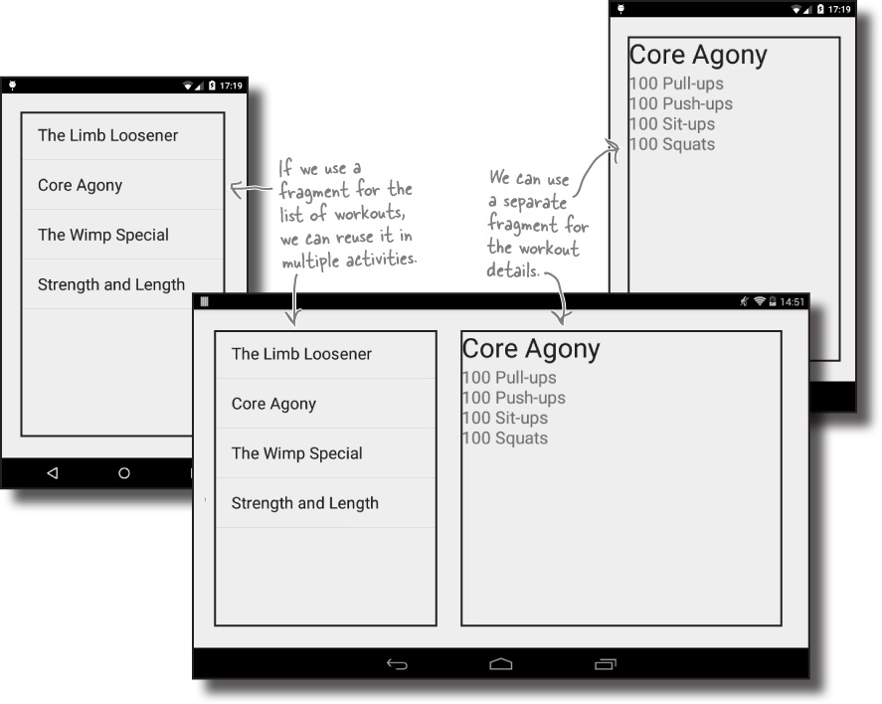 17:19
The Limb Loosener
Core Agony
The Wimp Special
Strength and Length
If we use a
fragment for the
list of workouts,
we can reuse it in
multiple activities.
We can use
a separate
fragment for
the workout
details.
17:19
Core Agony
100 Pull-ups
100 Push-ups
100 Sit-ups
100 Squats
14:51
The Limb Loosener
Core Agony
The Wimp Special
Strength and Length
Core Agony
100 Pull-ups
100 Push-ups
100 Sit-ups
100 Squats